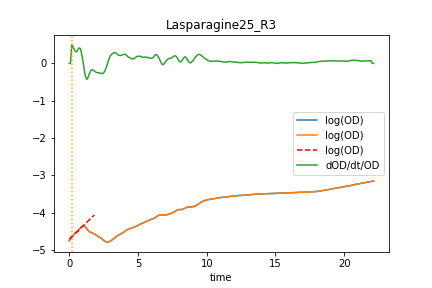 Lasparagine25_R3
0
−1
−2
−3
−4
−5
log(OD)
log(OD)
log(OD)
dOD/dt/OD
0 5 10 15 20
time